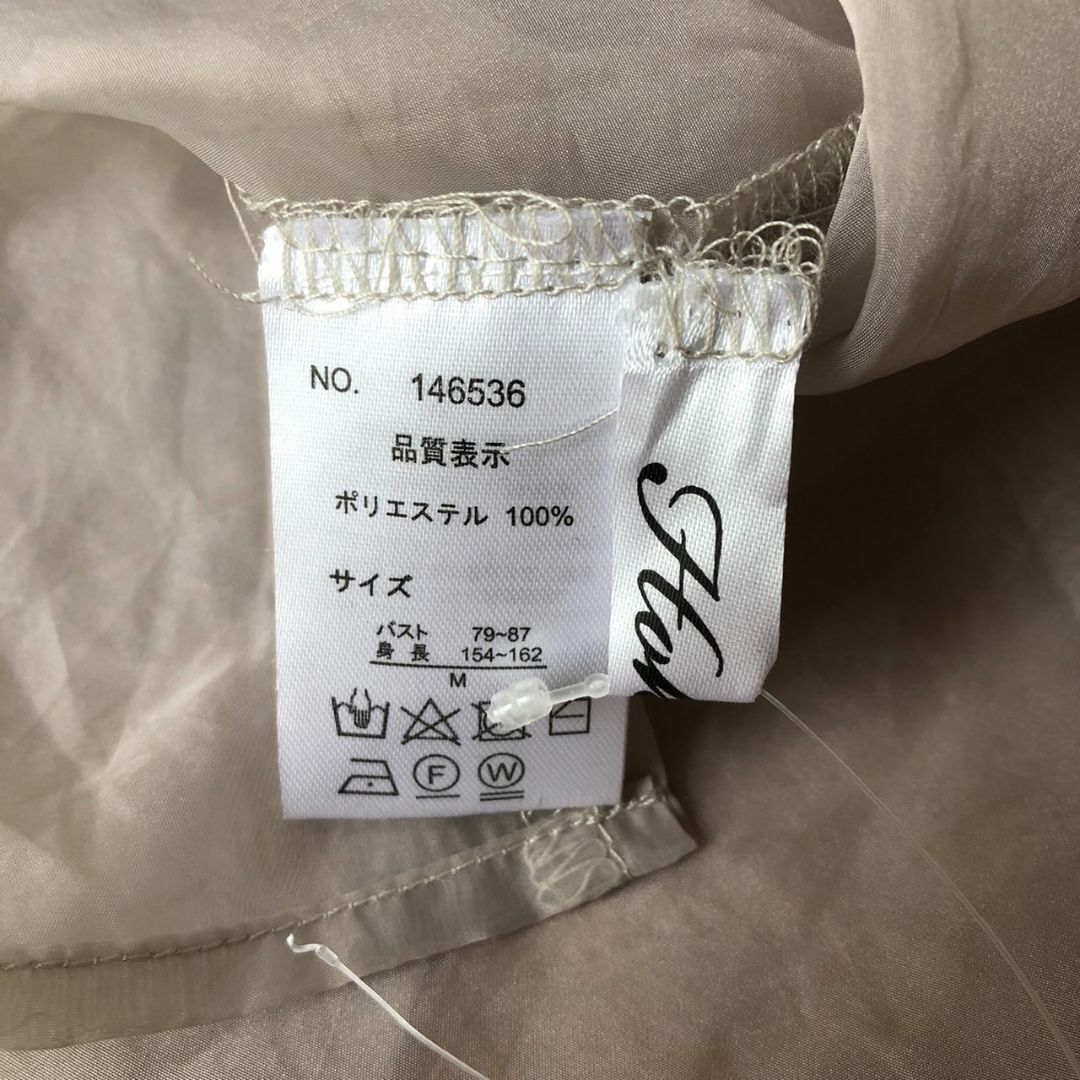 NO. 146536
品質表示
ポリエステル 100%
サイズ
バスト 79~87
身長 154~162
M
F W